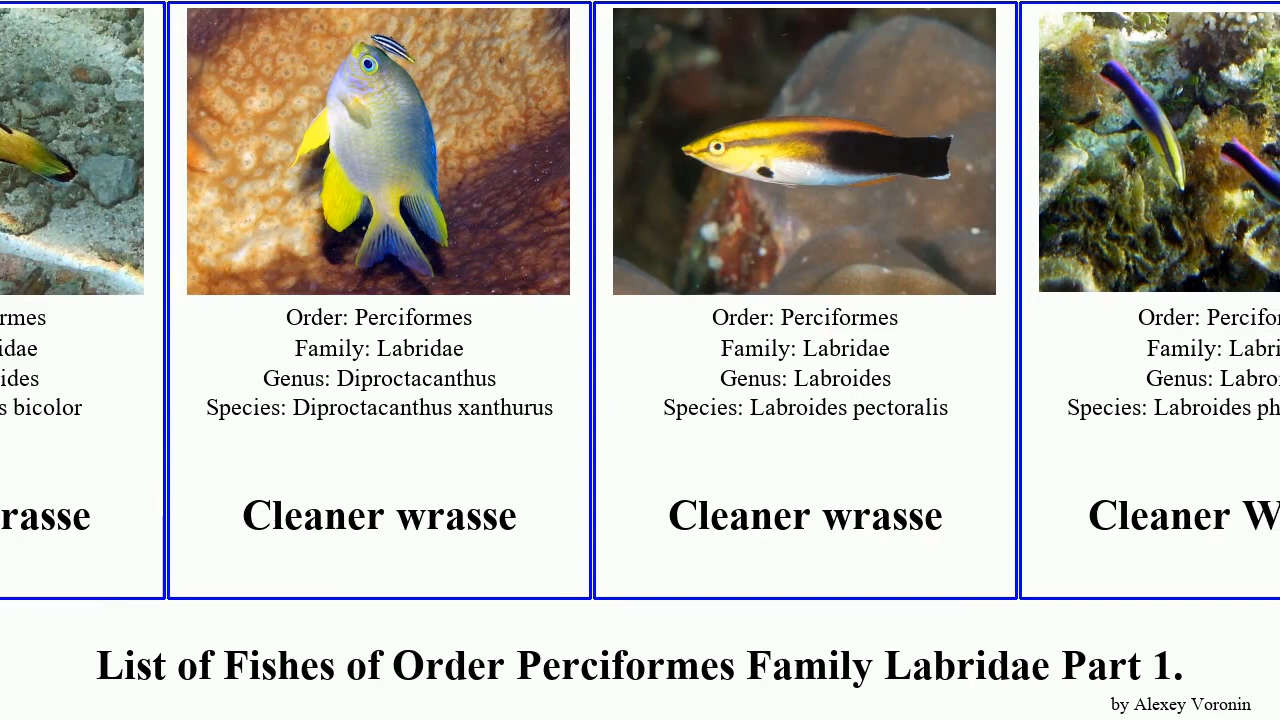 rmes
idae
ides
s bicolor
rasse
Order: Perciformes
Family: Labridae
Genus: Diproctacanthus
Species: Diproctacanthus xanthurus
Cleaner wrasse
Order: Perciformes
Family: Labridae
Genus: Labroides
Species: Labroides pectoralis
Cleaner wrasse
Order: Percifor
Family: Labri
Genus: Labro
Species: Labroides ph
Cleaner W
List of Fishes of Order Perciformes Family Labridae Part 1.
by Alexey Voronin